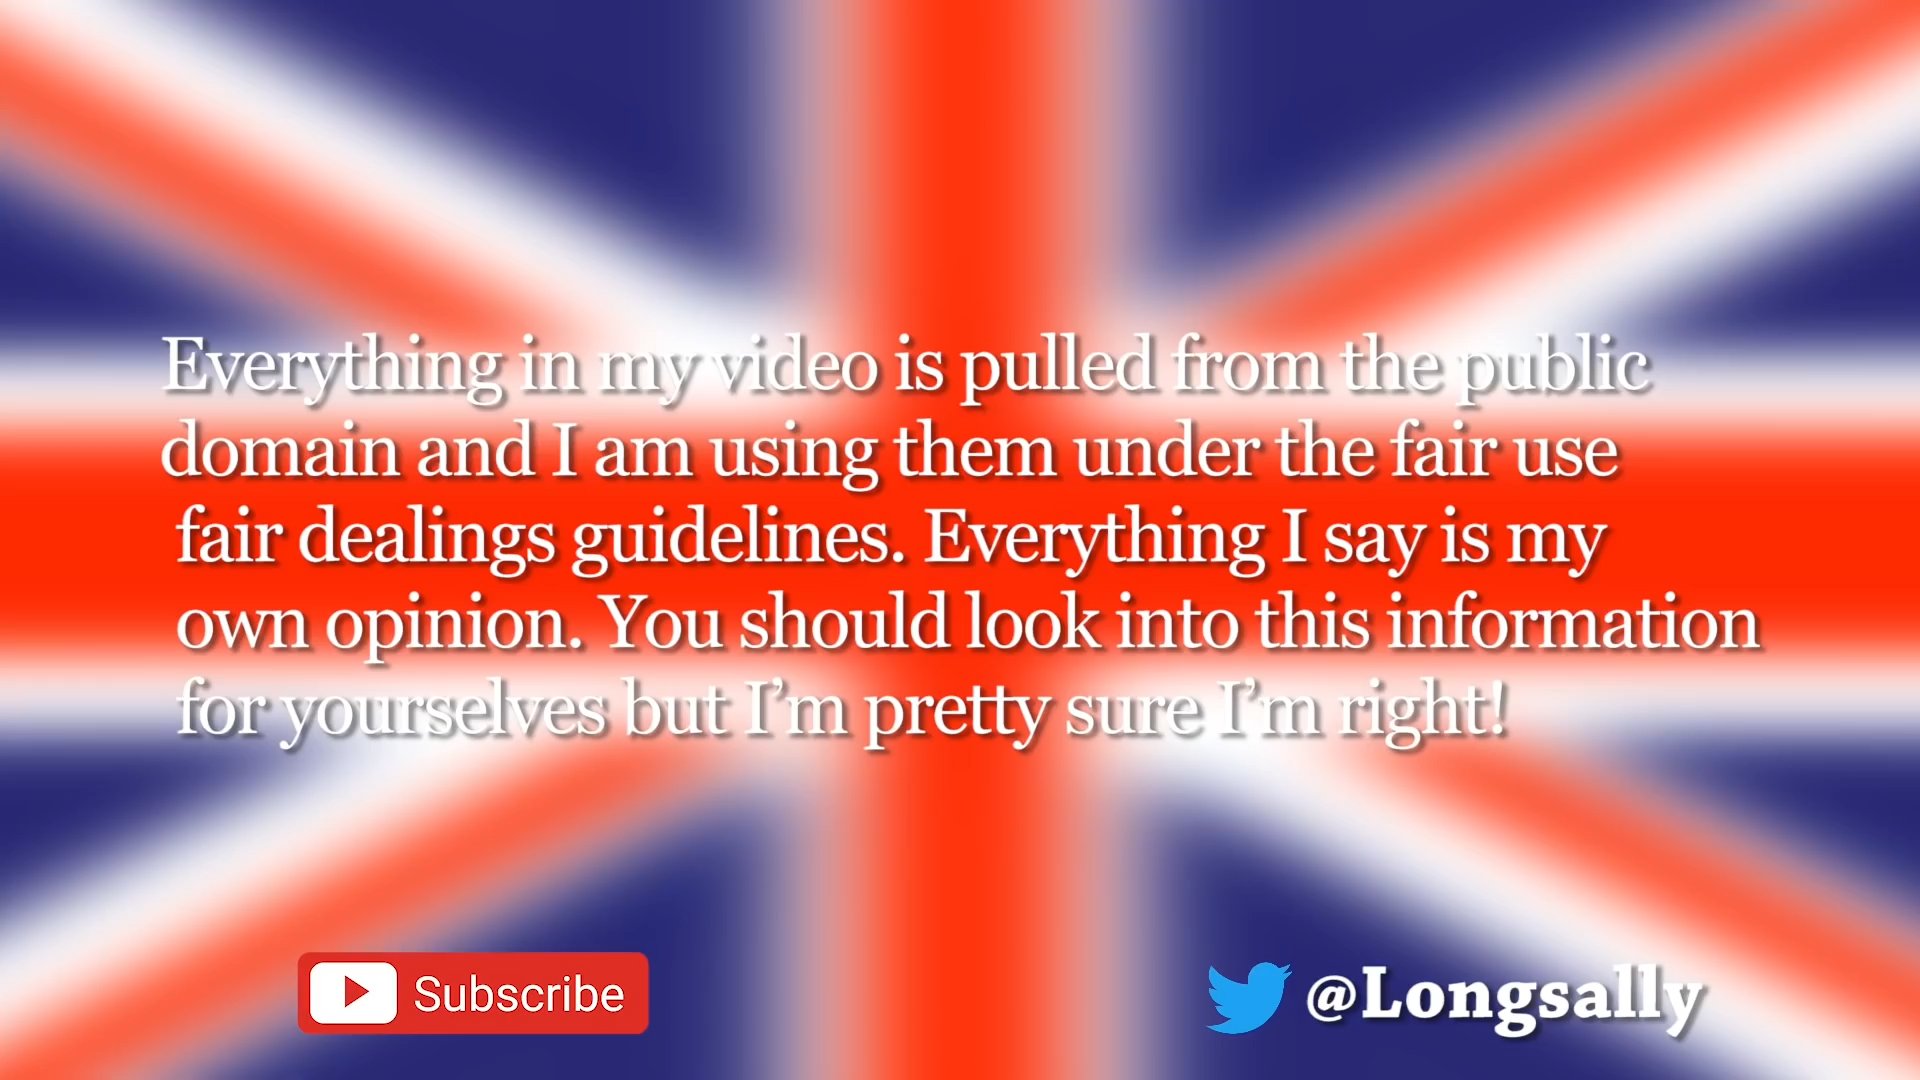 Everything in my video is pulled from the public
domain and I am using them under the fair use
fair dealings guidelines. Everything I say is my
own opinion. You should look into this information
for yourselves but I’m pretty sure I’m right!
Subscribe
@Longsally